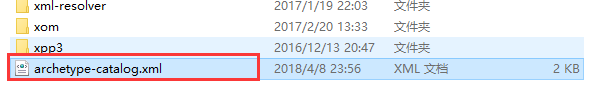 xml-resolver 2017/1/19 22:03 文件夹
xom 2017/2/20 13:33 文件夹
xpp3 2016/12/13 20:47 文件夹
archetype-catalog.xml 2018/4/8 23:56 XML 文档 2 KB